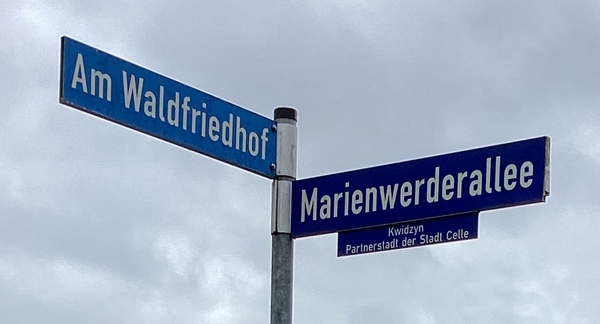 Am Waldfriedhof
Marienwerderallee
Kwidzyn
Partnerstadt der Stadt Celle